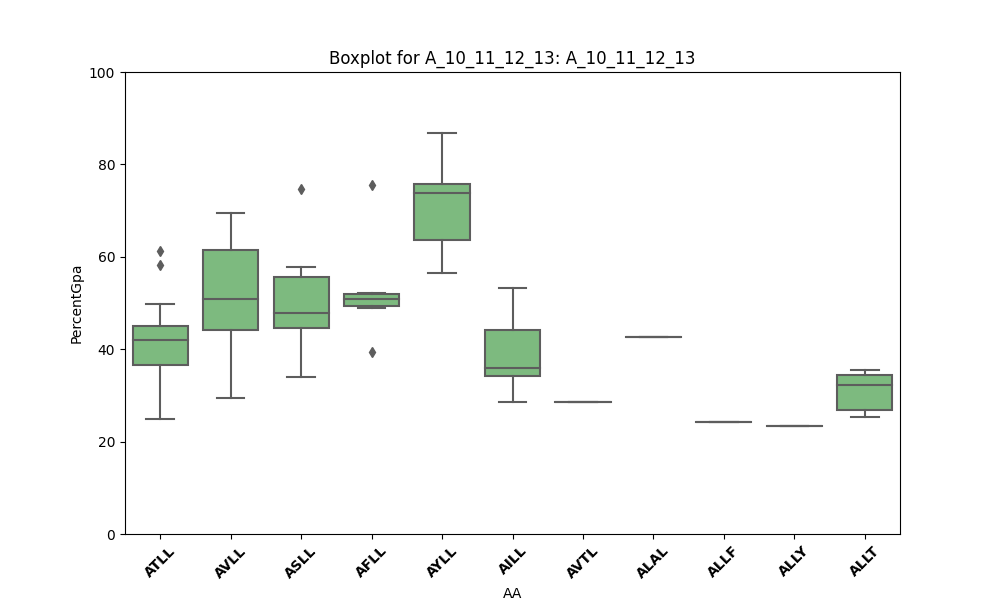 Boxplot for A_10_11_12_13: A_10_11_12_13
100
80
60
40
20
0
PercentGpa
ATLL
AVLL
ASLL
AFLL
AYLL
AILL
AVTL
ALAL
ALLF
ALLY
ALLT
AA